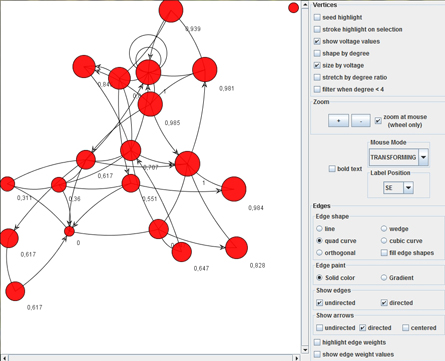 0,939
0,981
0,84
1
0,985
0,617
0,707
1
0,311
0,36
0,551
0,984
0,617
0
0,647
0,828
0,617
Vertices
seed highlight
stroke highlight on selection
show voltage values
shape by degree
size by voltage
stretch by degree ratio
filter when degree < 4
Zoom
+ - zoom at mouse
(wheel only)
Mouse Mode
bold text TRANSFORMING
Label Position
SE
Edges
Edge shape
line wedge
quad curve cubic curve
orthogonal fill edge shapes
Edge paint
Solid color Gradient
Show edges
undirected directed
Show arrows
undirected directed centered
highlight edge weights
show edge weight values